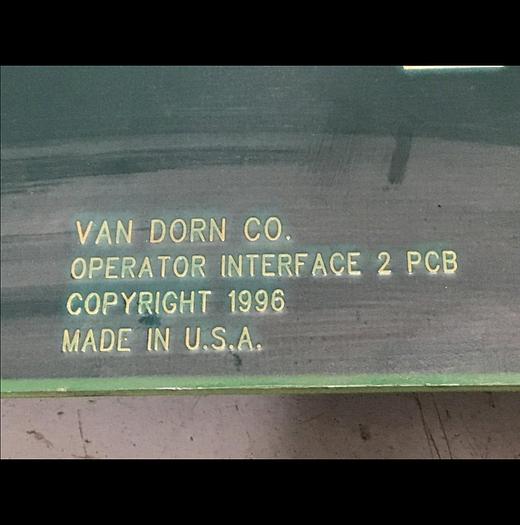 VAN DORN CO.
OPERATOR INTERFACE 2 PCB
COPYRIGHT 1996
MADE IN U.S.A.